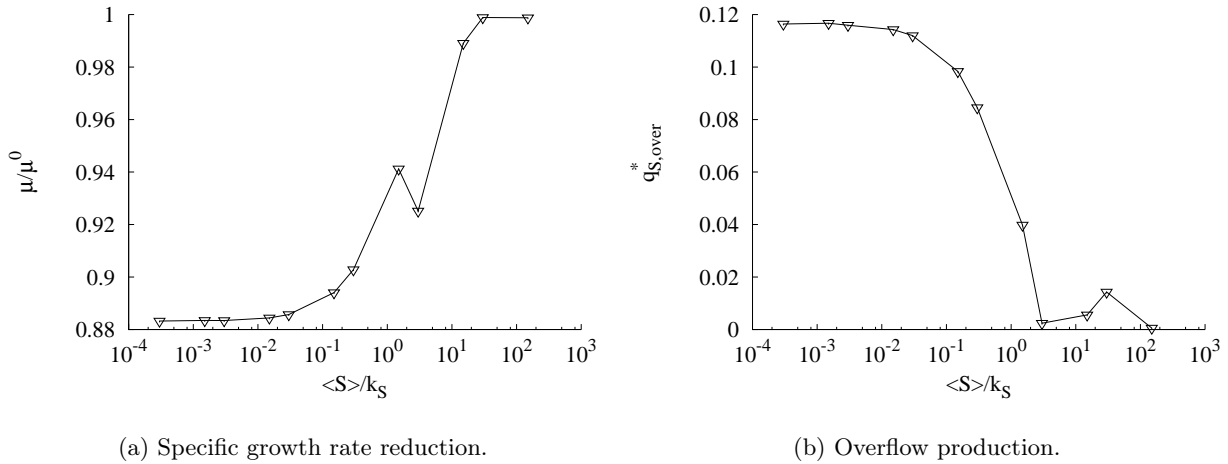 1
0.98
0.96
0.94
0.92
0.9
0.88
μ/μ⁰
10⁻⁴ 10⁻³ 10⁻² 10⁻¹ 10⁰ 10¹ 10² 10³
<S>/kS
(a) Specific growth rate reduction.
0.12
0.1
0.08
0.06
0.04
0.02
0
q*S,over
10⁻⁴ 10⁻³ 10⁻² 10⁻¹ 10⁰ 10¹ 10² 10³
<S>/kS
(b) Overflow production.